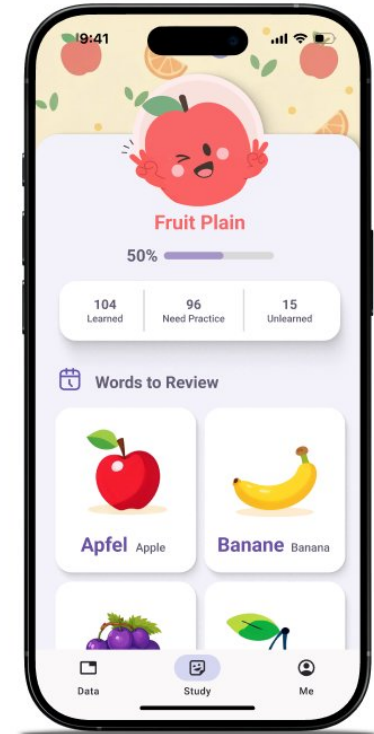 9:41
Fruit Plain
50%
104 96 15
Learned Need Practice Unlearned
Words to Review
Apfel Apple
Banane Banana
Data Study Me